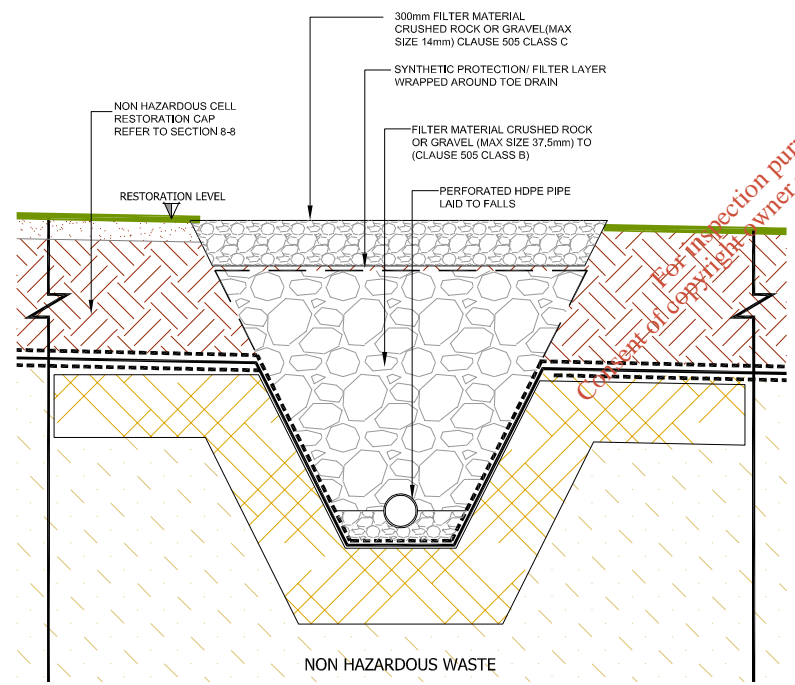 300mm FILTER MATERIAL
CRUSHED ROCK OR GRAVEL(MAX
SIZE 14mm) CLAUSE 505 CLASS C
SYNTHETIC PROTECTION/ FILTER LAYER
WRAPPED AROUND TOE DRAIN
NON HAZARDOUS CELL
RESTORATION CAP
REFER TO SECTION 8-8
FILTER MATERIAL CRUSHED ROCK
OR GRAVEL (MAX SIZE 37,5mm) TO
(CLAUSE 505 CLASS B)
PERFORATED HDPE PIPE
LAID TO FALLS
RESTORATION LEVEL
For inspection pur
Consent of copyright owner
NON HAZARDOUS WASTE